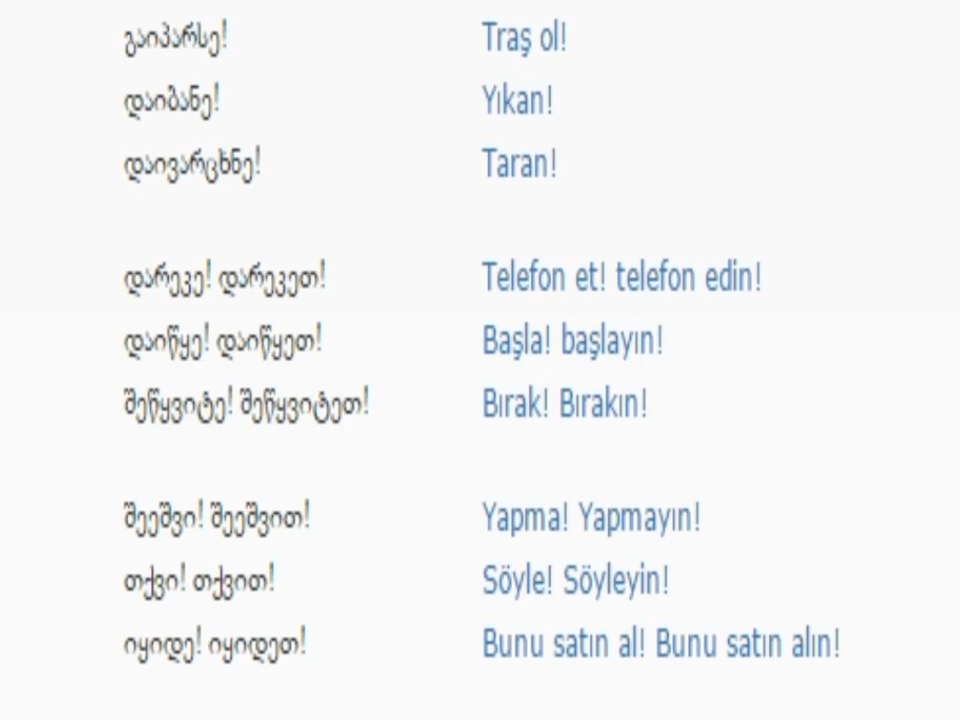 გაიპარსე! Traş ol!
დაიბანე! Yıkan!
დაივარცხნე! Taran!
დარეკე! დარეკეთ! Telefon et! telefon edin!
დაიწყე! დაიწყეთ! Başla! başlayın!
შეწყვიტე! შეწყვიტეთ! Bırak! Bırakın!
შეეშვი! შეეშვით! Yapma! Yapmayın!
თქვი! თქვით! Söyle! Söyleyin!
იყიდე! იყიდეთ! Bunu satın al! Bunu satın alın!